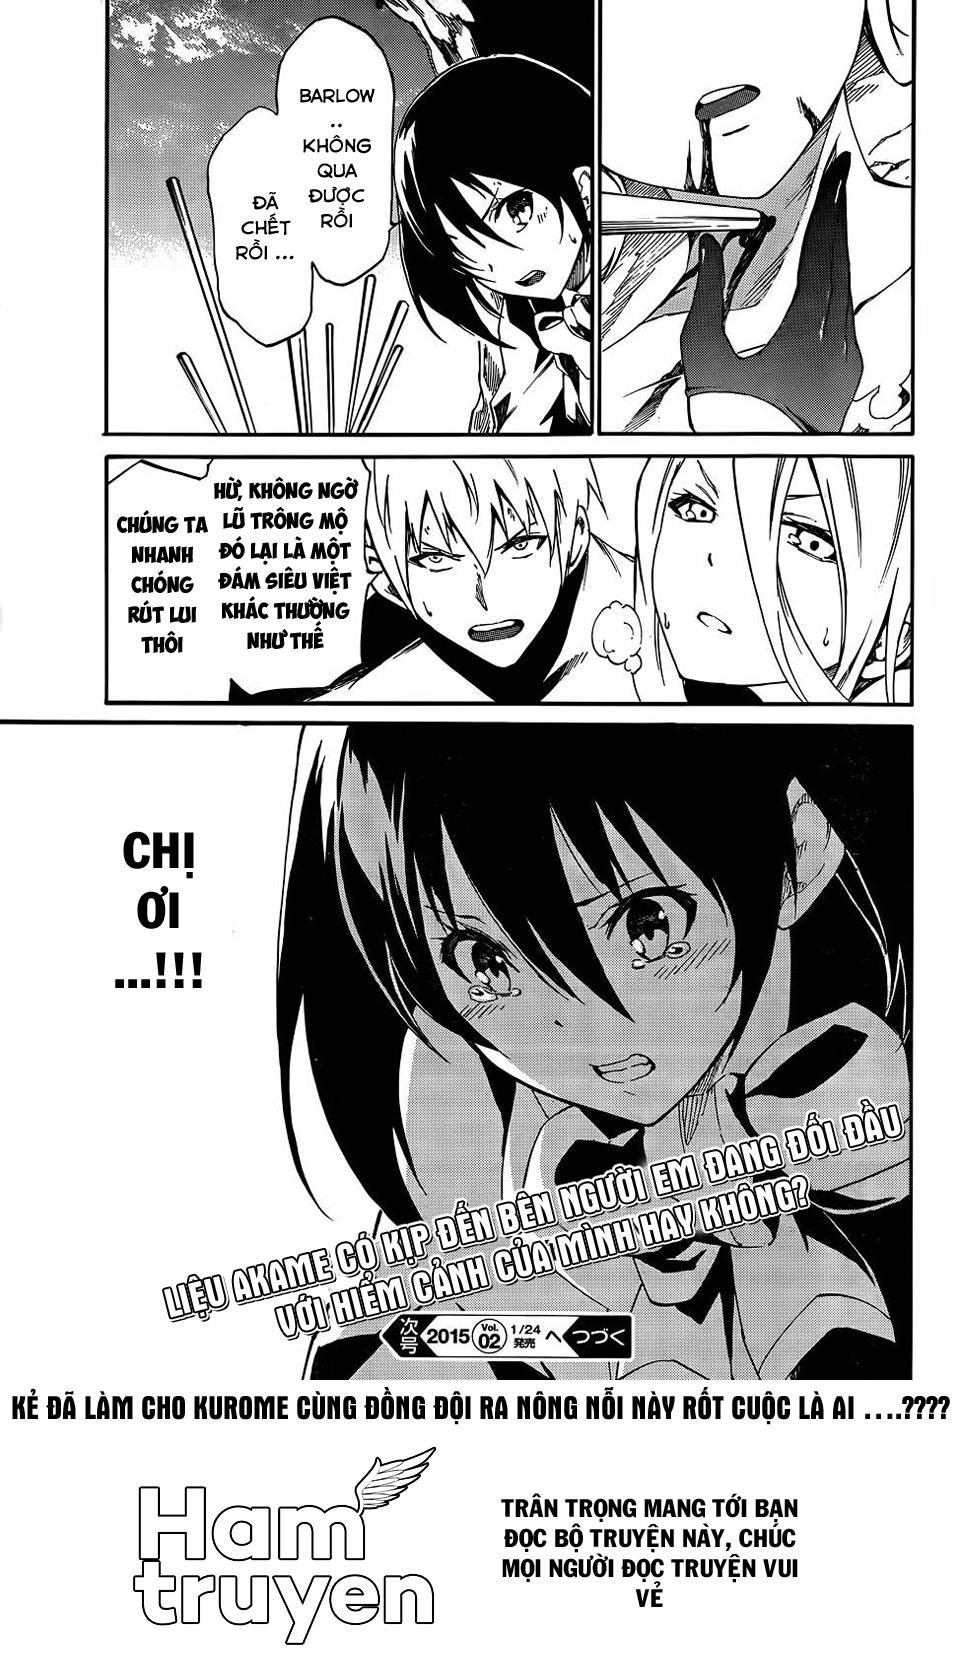 BARLOW
..
KHÔNG
QUA
ĐƯỢC
RỒI
ĐÃ
CHẾT
RỒI ...
HỪ, KHÔNG NGỜ
LŨ TRÔNG MỘ
ĐÓ LẠI LÀ MỘT
ĐÁM SIÊU VIỆT
KHÁC THƯỜNG
NHƯ THẾ
CHÚNG TA
NHANH
CHÓNG
RÚT LUI
THÔI
CHỊ
ƠI
...!!!
LIỆU AKAME CÓ KỊP ĐẾN BÊN NGƯỜI EM ĐANG ĐỐI ĐẦU
VỚI HIỂM CẢNH CỦA MÌNH HAY KHÔNG?
次号 2015 Vol. 02 1/24 発売 へつづく
KẺ ĐÃ LÀM CHO KUROME CÙNG ĐỒNG ĐỘI RA NÔNG NỖI NÀY RỐT CUỘC LÀ AI ....????
Ham
truyen
TRÂN TRỌNG MANG TỚI BẠN
ĐỌC BỘ TRUYỆN NÀY, CHÚC
MỌI NGƯỜI ĐỌC TRUYỆN VUI
VẺ